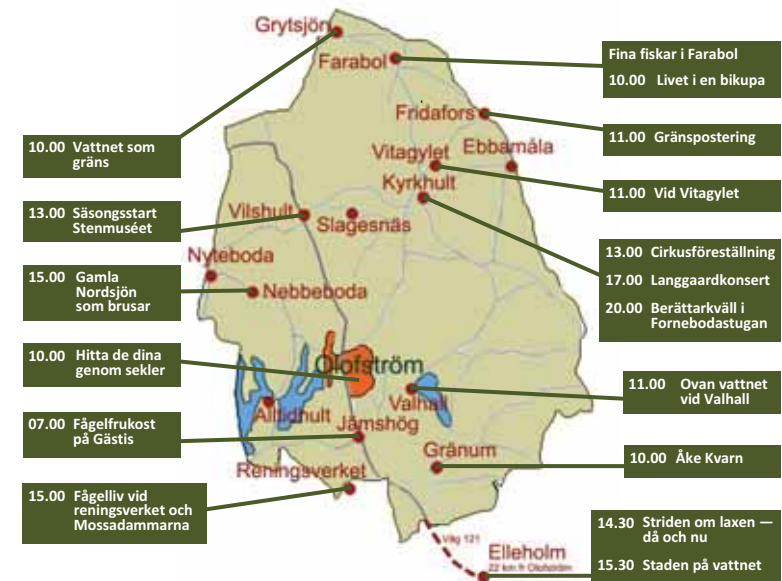 Grytsjön
Farabol
Fridafors
Vitagylet
Ebbamåla
Kyrkhult
Vilshult
Slagesnäs
Nyteboda
Nebbeboda
Olofström
Alltidhult
Valhall
Jämshög
Gränum
Reningsverket
Väg 121
Elleholm
22 km fr Olofström
10.00 Vattnet som
gräns
13.00 Säsongsstart
Stenmuséet
15.00 Gamla
Nordsjön
som brusar
10.00 Hitta de dina
genom sekler
07.00 Fågelfrukost
på Gästis
15.00 Fågelliv vid
reningsverket och
Mossadammarna
Fina fiskar i Farabol
10.00 Livet i en bikupa
11.00 Gränspostering
11.00 Vid Vitagylet
13.00 Cirkusföreställning
17.00 Langgaardkonsert
20.00 Berättarkväll i
Fornebodastugan
11.00 Ovan vattnet
vid Valhall
10.00 Åke Kvarn
14.30 Striden om laxen —
då och nu
15.30 Staden på vattnet